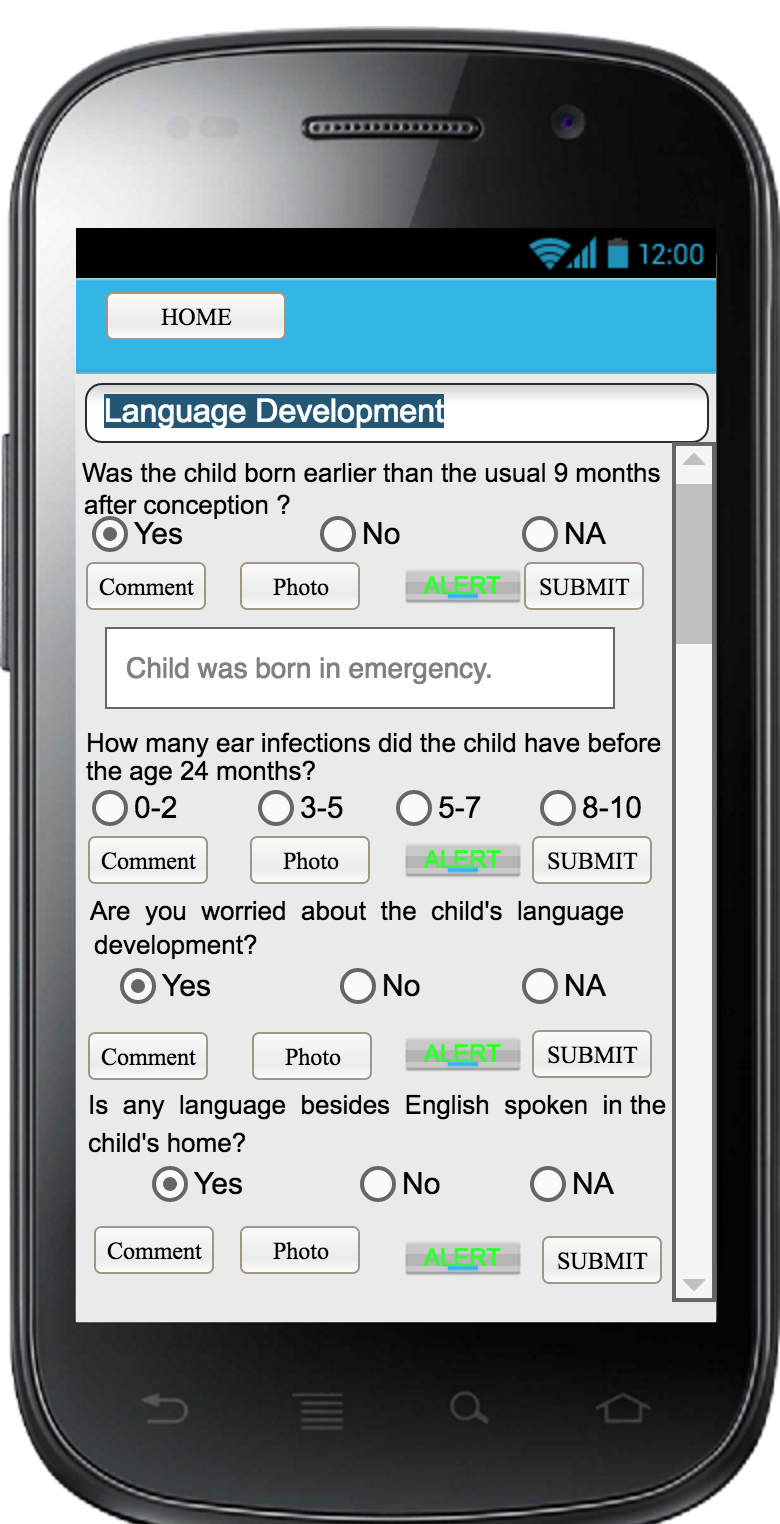 12:00
HOME
Language Development
Was the child born earlier than the usual 9 months
after conception ?
Yes No NA
Comment Photo ALERT SUBMIT
Child was born in emergency.
How many ear infections did the child have before
the age 24 months?
0-2 3-5 5-7 8-10
Comment Photo ALERT SUBMIT
Are you worried about the child's language
development?
Yes No NA
Comment Photo ALERT SUBMIT
Is any language besides English spoken in the
child's home?
Yes No NA
Comment Photo ALERT SUBMIT